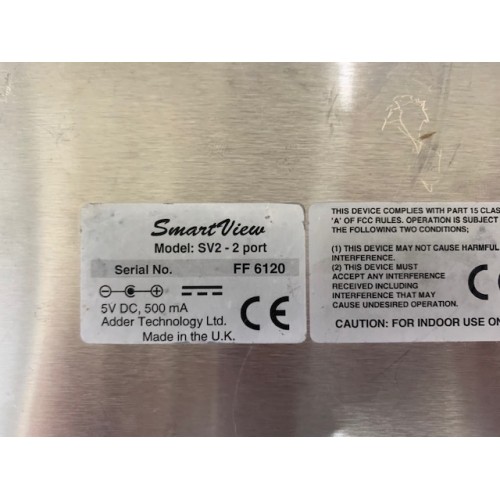 SmartView
Model: SV2 - 2 port
Serial No. FF 6120
5V DC, 500 mA
Adder Technology Ltd.
Made in the U.K.
CE
THIS DEVICE COMPLIES WITH PART 15 CLAS
'A' OF FCC RULES. OPERATION IS SUBJECT
THE FOLLOWING TWO CONDITIONS;
(1) THIS DEVICE MAY NOT CAUSE HARMFUL
INTERFERENCE.
(2) THIS DEVICE MUST
ACCEPT ANY INTERFERENCE
RECEIVED INCLUDING
INTERFERENCE THAT MAY
CAUSE UNDESIRED OPERATION.
CAUTION: FOR INDOOR USE ON